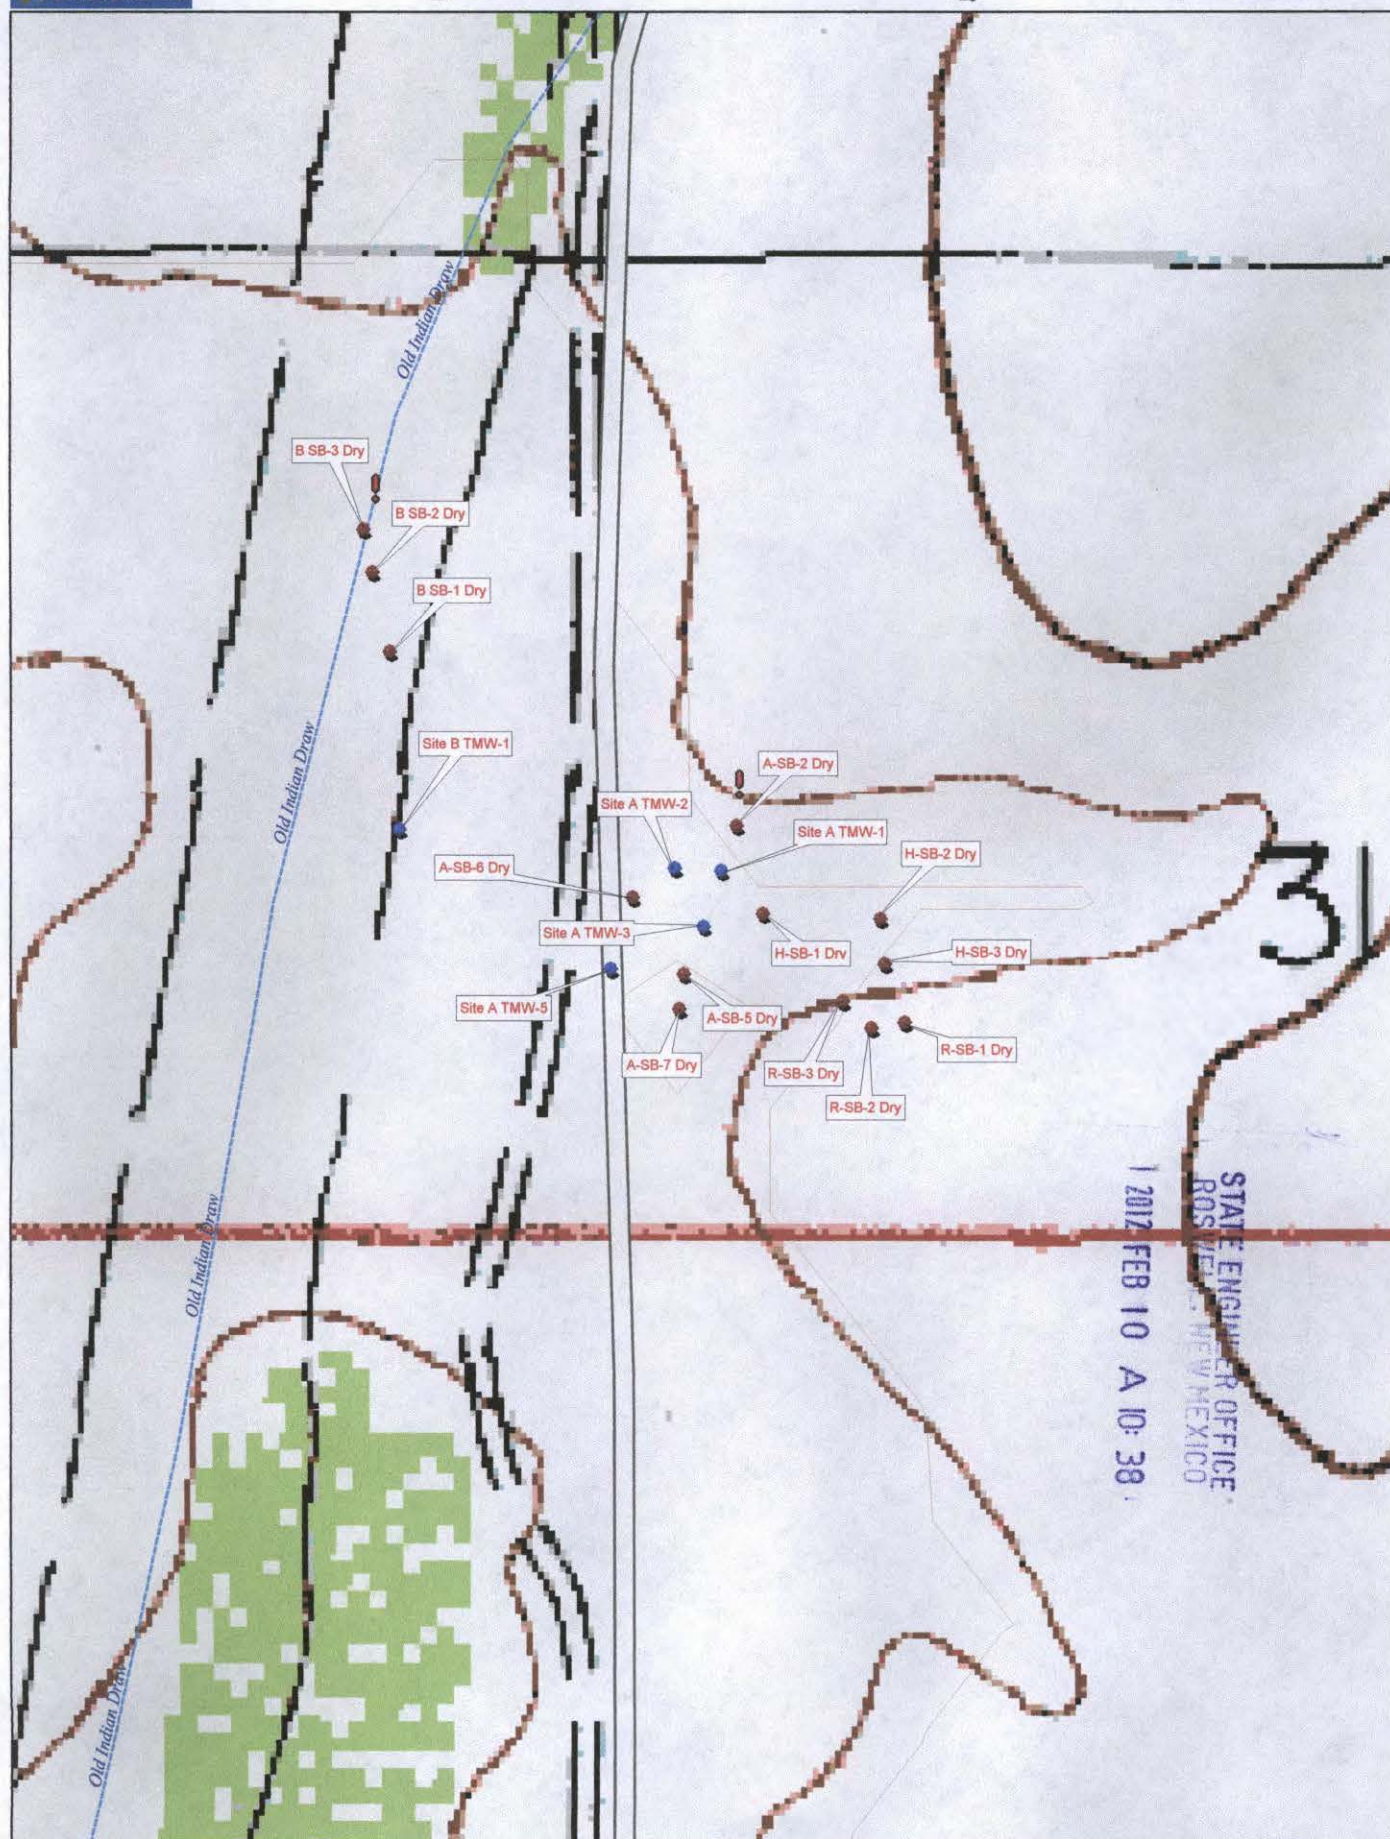 Old Indian Draw
B SB-3 Dry
B SB-2 Dry
B SB-1 Dry
Site B TMW-1
Old Indian Draw
A-SB-2 Dry
Site A TMW-2
Site A TMW-1
H-SB-2 Dry
A-SB-6 Dry
31
Site A TMW-3
H-SB-1 Dry
H-SB-3 Dry
Site A TMW-5
A-SB-5 Dry
R-SB-1 Dry
A-SB-7 Dry
R-SB-3 Dry
R-SB-2 Dry
STATE ENGINEER OFFICE
ROSWELL, NEW MEXICO
2012 FEB 10 A 10: 38
Old Indian Draw
Old Indian Draw